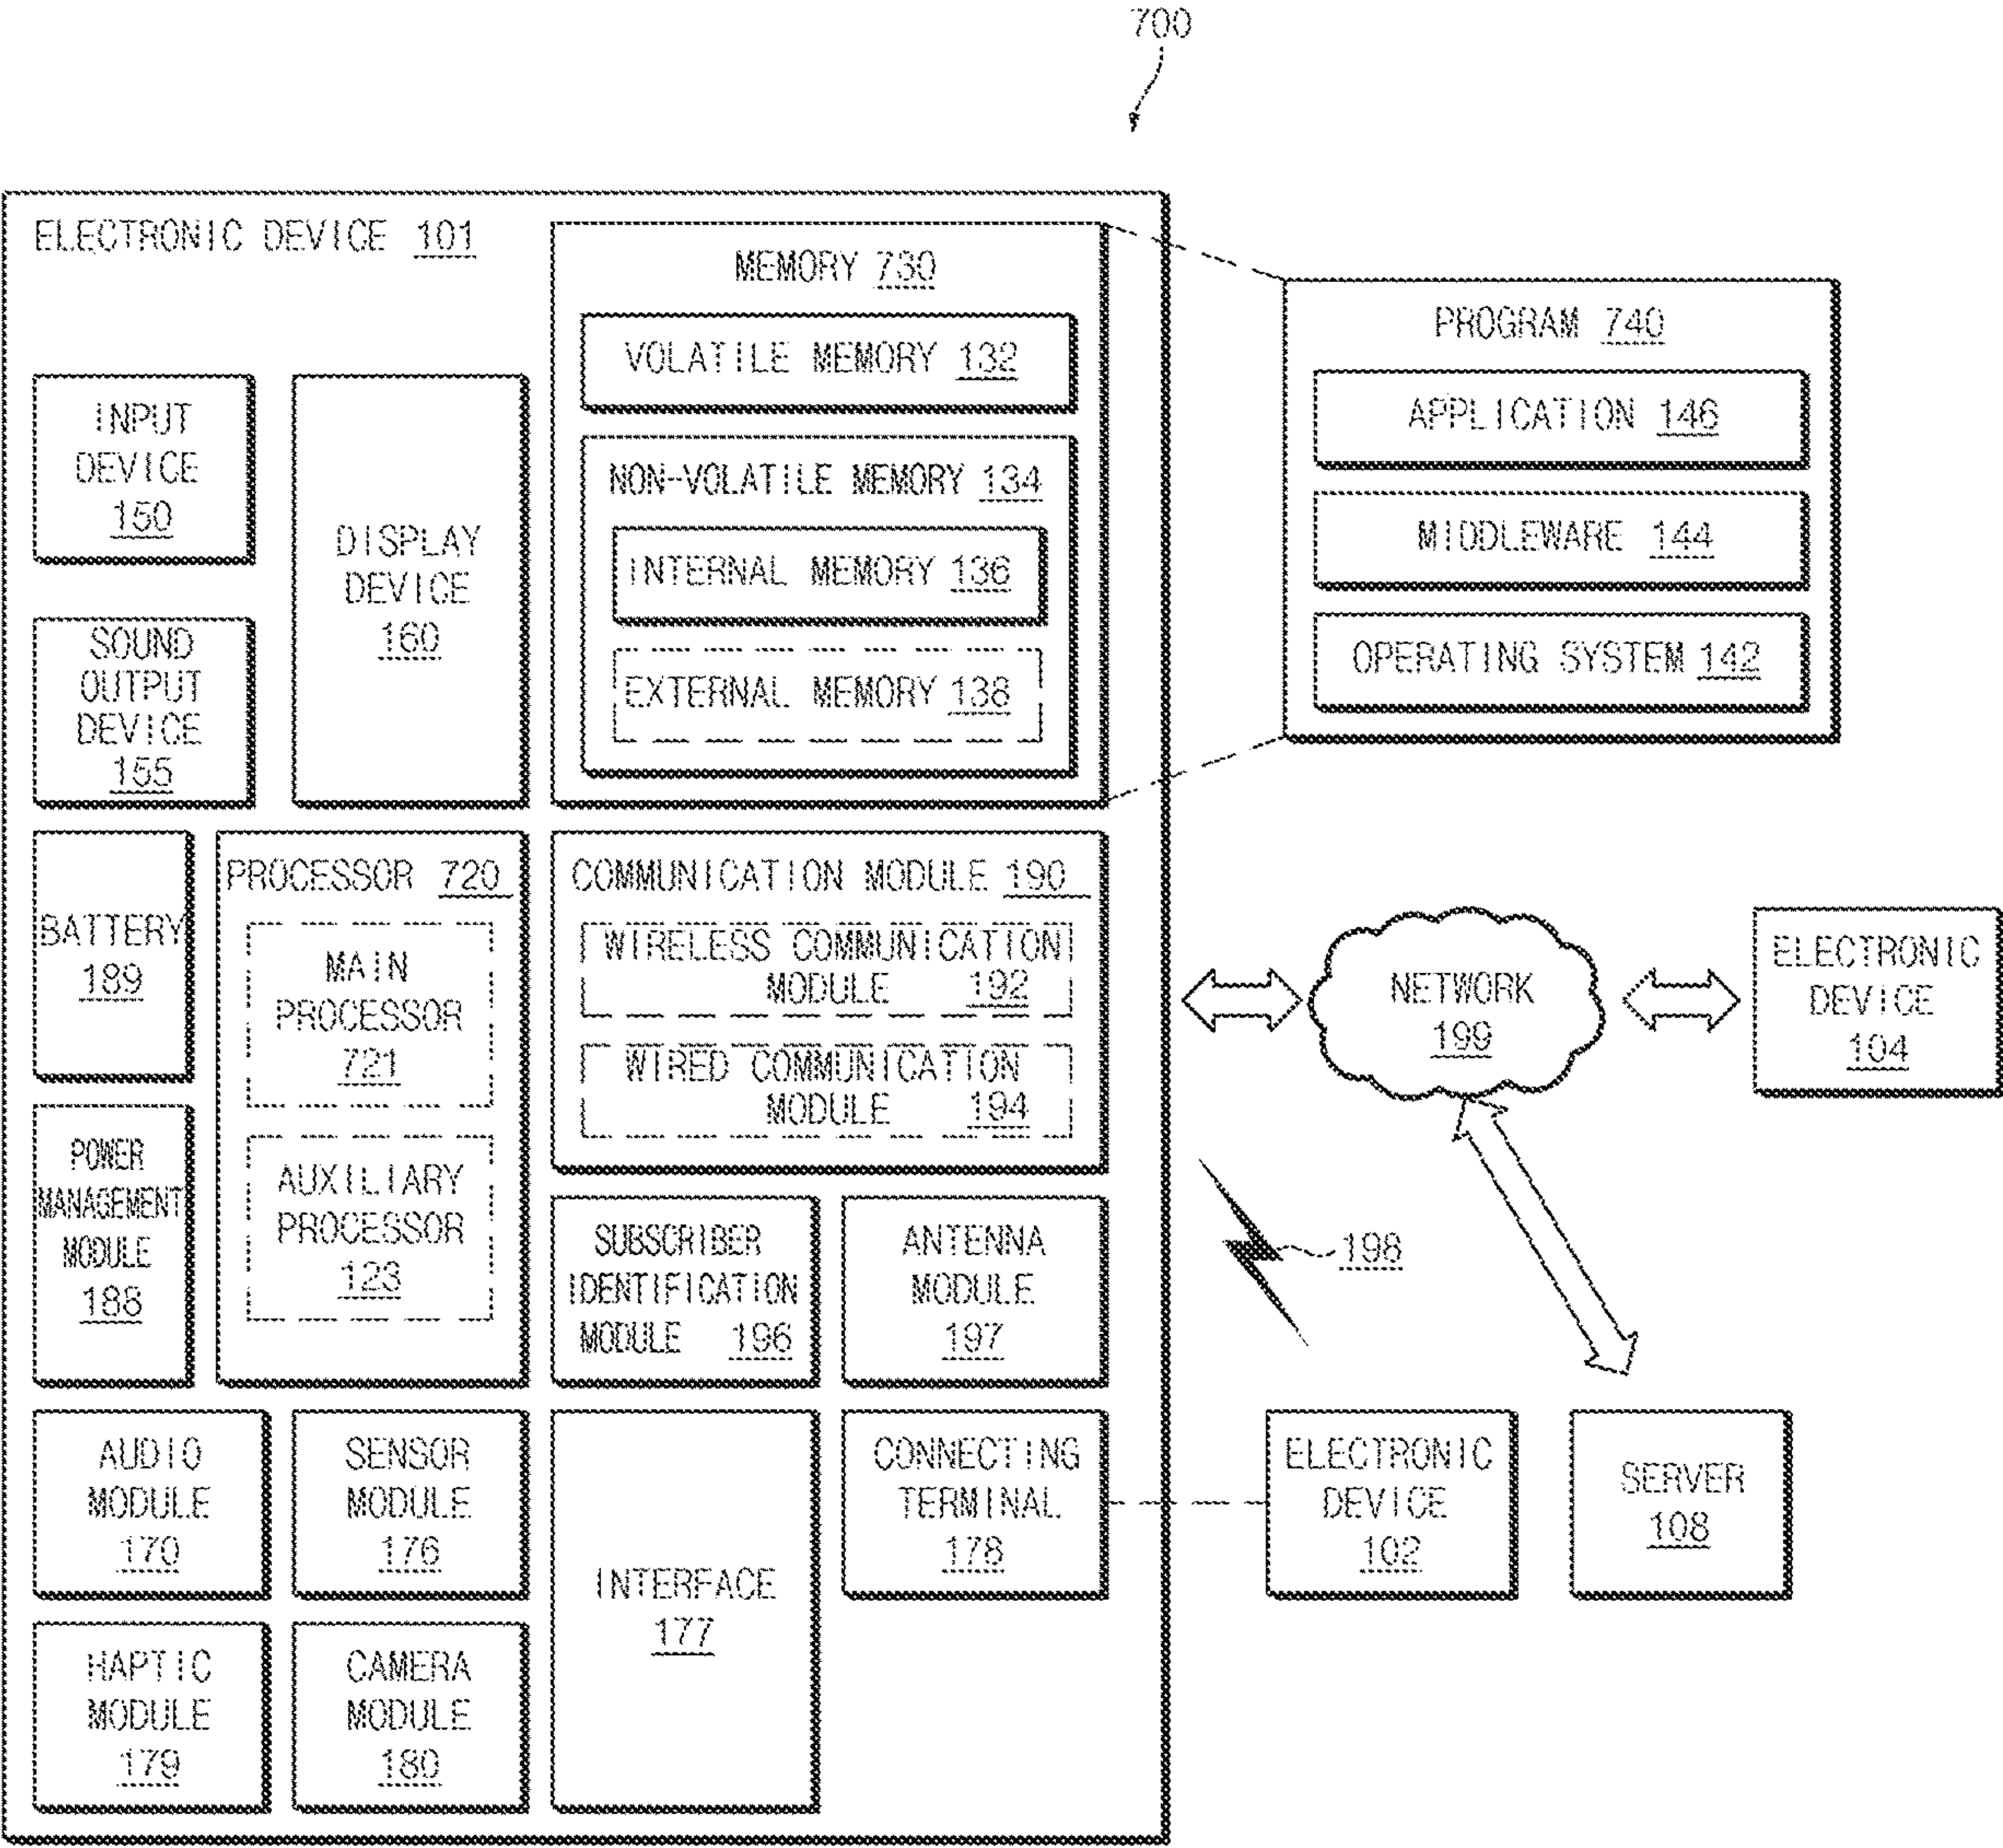 700
ELECTRONIC DEVICE 101
MEMORY 730
VOLATILE MEMORY 132
NON-VOLATILE MEMORY 134
INTERNAL MEMORY 136
EXTERNAL MEMORY 138
PROGRAM 740
APPLICATION 146
MIDDLEWARE 144
OPERATING SYSTEM 142
INPUT
DEVICE
150
SOUND
OUTPUT
DEVICE
155
DISPLAY
DEVICE
160
BATTERY
189
POWER
MANAGEMENT
MODULE
188
PROCESSOR 720
MAIN
PROCESSOR
721
AUXILIARY
PROCESSOR
123
COMMUNICATION MODULE 190
WIRELESS COMMUNICATION
MODULE 192
WIRED COMMUNICATION
MODULE 194
SUBSCRIBER
IDENTIFICATION
MODULE 196
ANTENNA
MODULE
197
NETWORK
199
ELECTRONIC
DEVICE
104
198
AUDIO
MODULE
170
SENSOR
MODULE
176
INTERFACE
177
CONNECTING
TERMINAL
178
ELECTRONIC
DEVICE
102
SERVER
108
HAPTIC
MODULE
179
CAMERA
MODULE
180